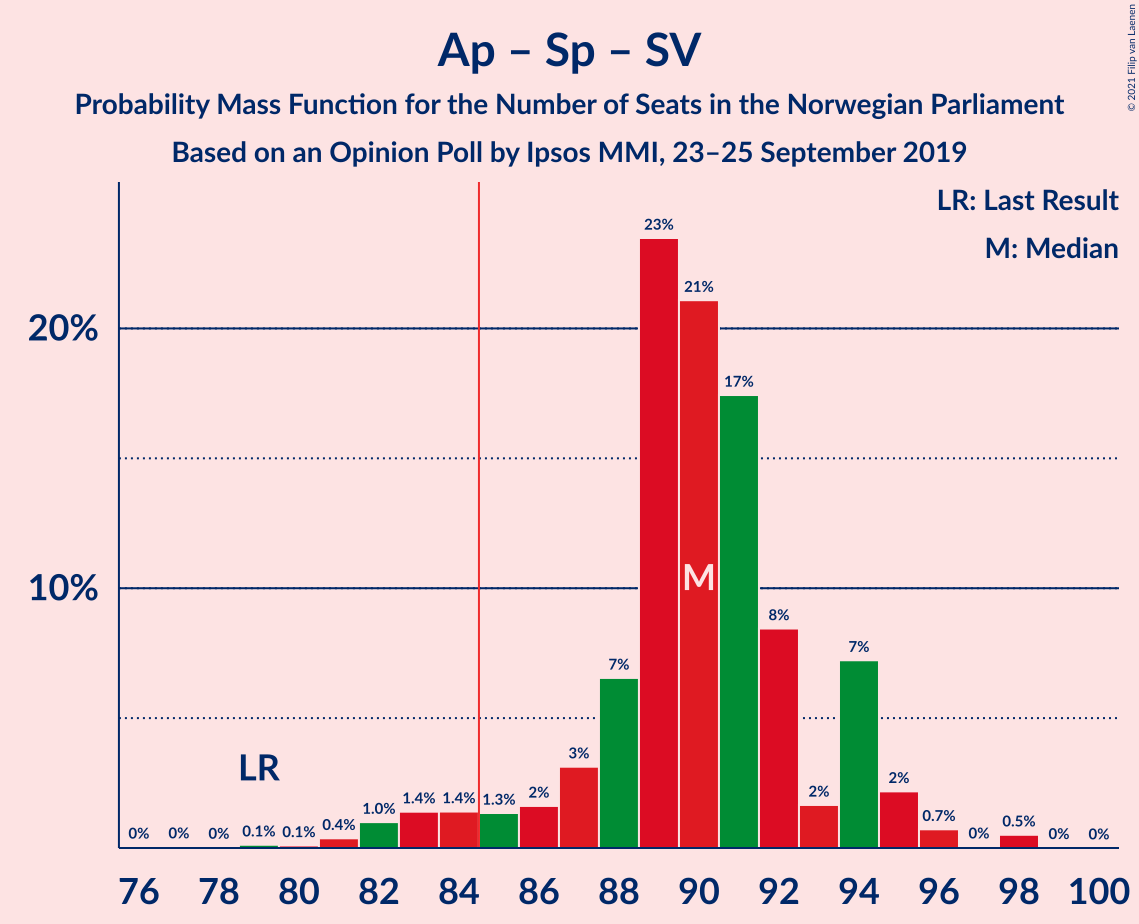 Ap – Sp – SV
Probability Mass Function for the Number of Seats in the Norwegian Parliament
Based on an Opinion Poll by Ipsos MMI, 23–25 September 2019
© 2021 Filip van Laenen
LR: Last Result
M: Median
20%
10%
0% 0% 0% 0.1% 0.1% 0.4% 1.0% 1.4% 1.4% 1.3% 2% 3% 7% 23% 21% 17% 8% 2% 7% 2% 0.7% 0% 0.5% 0% 0%
LR
M
76 78 80 82 84 86 88 90 92 94 96 98 100